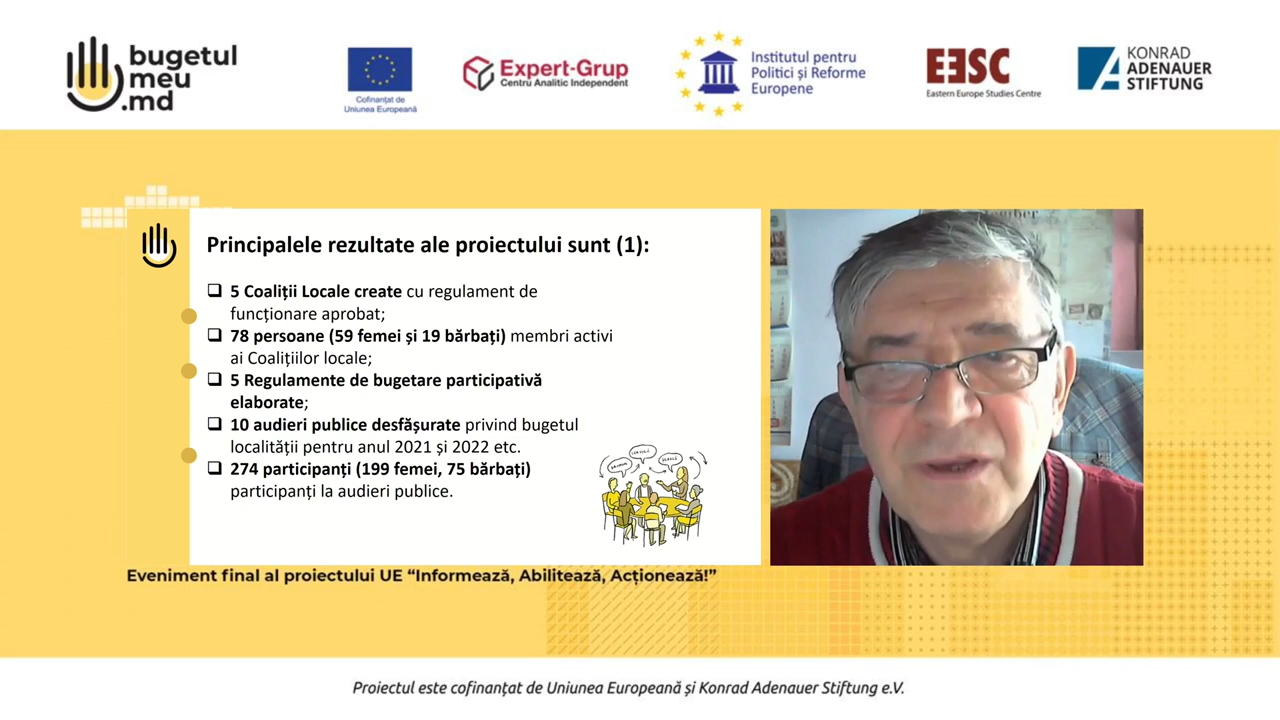 bugetul
meu
.md
Cofinanțat de
Uniunea Europeană
Expert-Grup
Centru Analitic Independent
Institutul pentru
Politici și Reforme
Europene
EESC
Eastern Europe Studies Centre
KONRAD
ADENAUER
STIFTUNG
Principalele rezultate ale proiectului sunt (1):
5 Coaliții Locale create cu regulament de
funcționare aprobat;
78 persoane (59 femei și 19 bărbați) membri activi
ai Coalițiilor locale;
5 Regulamente de bugetare participativă
elaborate;
10 audieri publice desfășurate privind bugetul
localității pentru anul 2021 și 2022 etc.
274 participanți (199 femei, 75 bărbați)
participanți la audieri publice.
Eveniment final al proiectului UE “Informează, Abilitează, Acționează!”
Proiectul este cofinanțat de Uniunea Europeană și Konrad Adenauer Stiftung e.V.